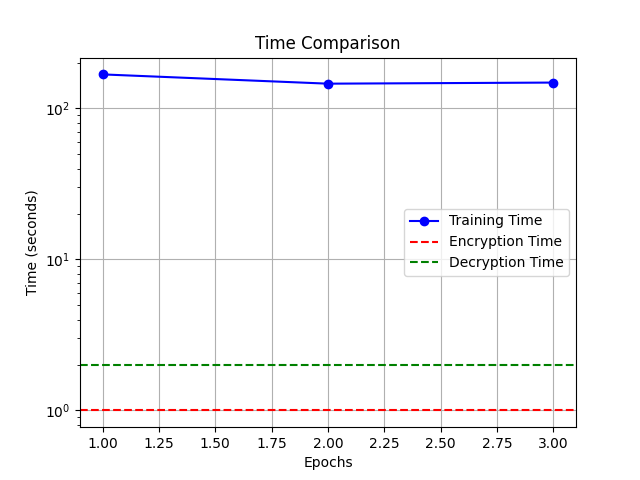 Time Comparison
Time (seconds)
10²
10¹
10⁰
Training Time
Encryption Time
Decryption Time
1.00 1.25 1.50 1.75 2.00 2.25 2.50 2.75 3.00
Epochs